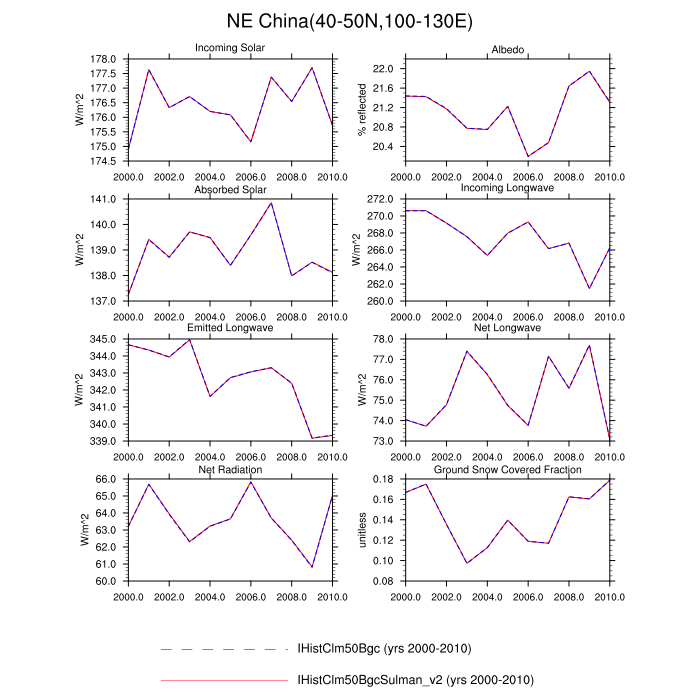 NE China(40-50N,100-130E)
Incoming Solar
W/m^2
178.0
177.5
177.0
176.5
176.0
175.5
175.0
174.5
2000.0 2002.0 2004.0 2006.0 2008.0 2010.0
Albedo
% reflected
22.0
21.6
21.2
20.8
20.4
2000.0 2002.0 2004.0 2006.0 2008.0 2010.0
Absorbed Solar
W/m^2
141.0
140.0
139.0
138.0
137.0
2000.0 2002.0 2004.0 2006.0 2008.0 2010.0
Incoming Longwave
W/m^2
272.0
270.0
268.0
266.0
264.0
262.0
260.0
2000.0 2002.0 2004.0 2006.0 2008.0 2010.0
Emitted Longwave
W/m^2
345.0
344.0
343.0
342.0
341.0
340.0
339.0
2000.0 2002.0 2004.0 2006.0 2008.0 2010.0
Net Longwave
W/m^2
78.0
77.0
76.0
75.0
74.0
73.0
2000.0 2002.0 2004.0 2006.0 2008.0 2010.0
Net Radiation
W/m^2
66.0
65.0
64.0
63.0
62.0
61.0
60.0
2000.0 2002.0 2004.0 2006.0 2008.0 2010.0
Ground Snow Covered Fraction
unitless
0.18
0.16
0.14
0.12
0.10
0.08
2000.0 2002.0 2004.0 2006.0 2008.0 2010.0
IHistClm50Bgc (yrs 2000-2010)
IHistClm50BgcSulman_v2 (yrs 2000-2010)